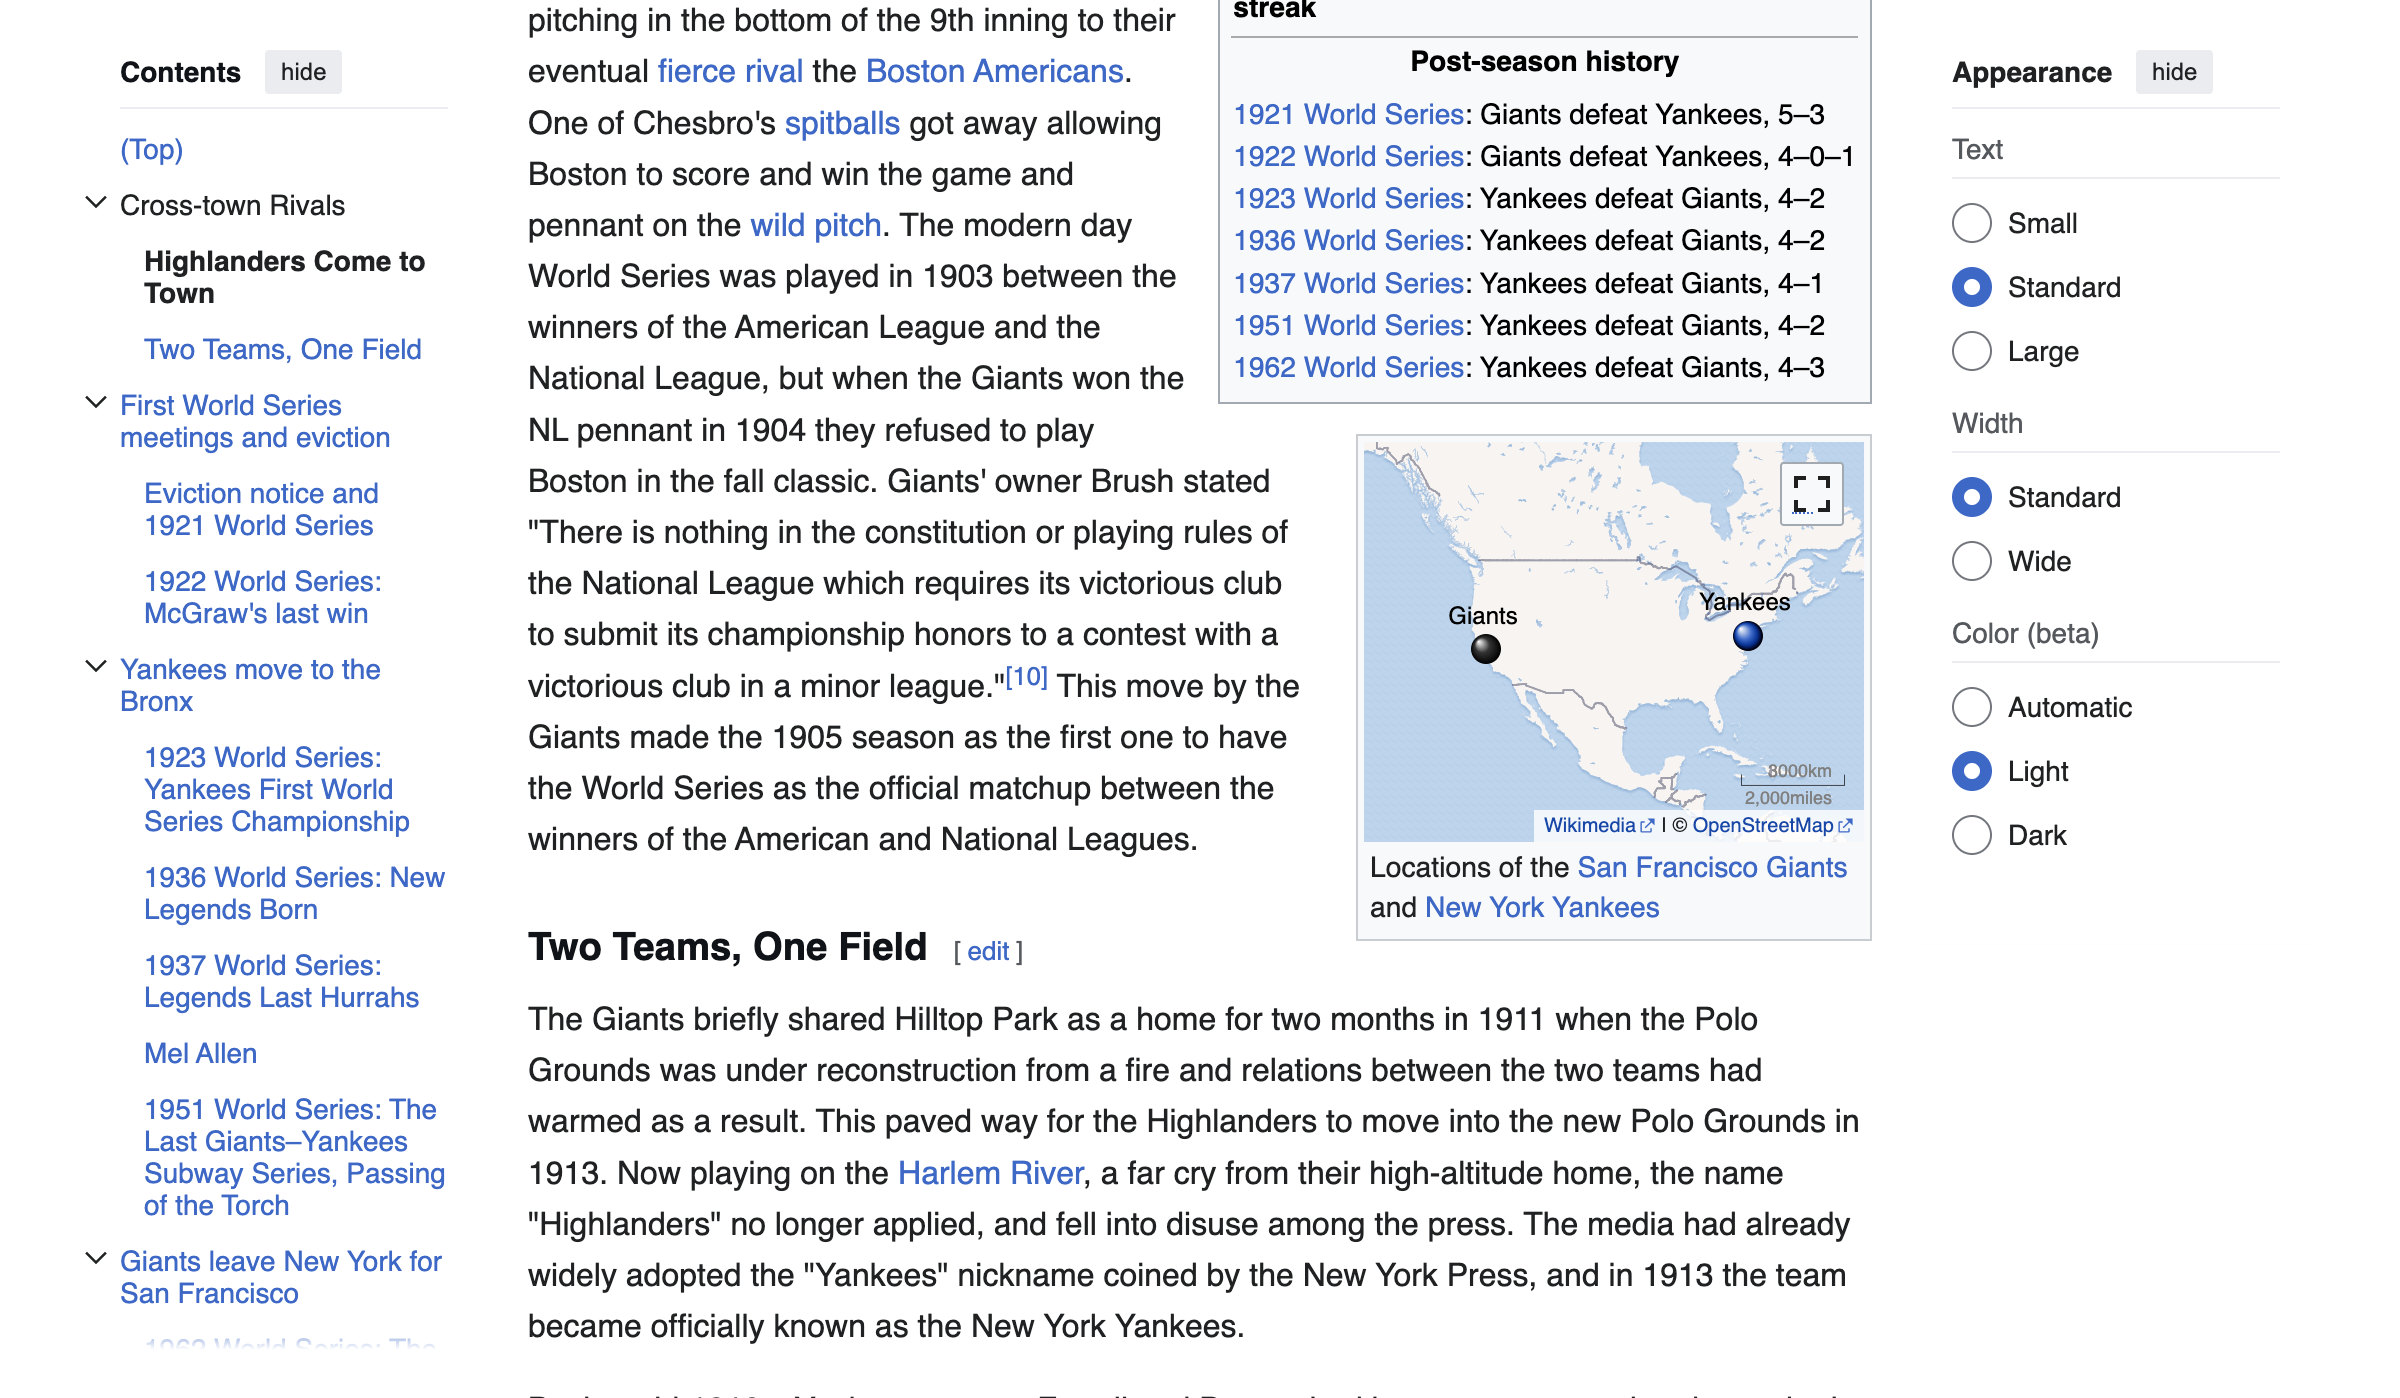 Contents hide
(Top)
Cross-town Rivals
Highlanders Come to
Town
Two Teams, One Field
First World Series
meetings and eviction
Eviction notice and
1921 World Series
1922 World Series:
McGraw's last win
Yankees move to the
Bronx
1923 World Series:
Yankees First World
Series Championship
1936 World Series: New
Legends Born
1937 World Series:
Legends Last Hurrahs
Mel Allen
1951 World Series: The
Last Giants–Yankees
Subway Series, Passing
of the Torch
Giants leave New York for
San Francisco
1962 World Series: The
pitching in the bottom of the 9th inning to their
eventual fierce rival the Boston Americans.
One of Chesbro's spitballs got away allowing
Boston to score and win the game and
pennant on the wild pitch. The modern day
World Series was played in 1903 between the
winners of the American League and the
National League, but when the Giants won the
NL pennant in 1904 they refused to play
Boston in the fall classic. Giants' owner Brush stated
"There is nothing in the constitution or playing rules of
the National League which requires its victorious club
to submit its championship honors to a contest with a
victorious club in a minor league."[10] This move by the
Giants made the 1905 season as the first one to have
the World Series as the official matchup between the
winners of the American and National Leagues.
streak
Post-season history
1921 World Series: Giants defeat Yankees, 5–3
1922 World Series: Giants defeat Yankees, 4–0–1
1923 World Series: Yankees defeat Giants, 4–2
1936 World Series: Yankees defeat Giants, 4–2
1937 World Series: Yankees defeat Giants, 4–1
1951 World Series: Yankees defeat Giants, 4–2
1962 World Series: Yankees defeat Giants, 4–3
Giants
Yankees
8000km
2,000miles
Wikimedia | © OpenStreetMap
Locations of the San Francisco Giants
and New York Yankees
Two Teams, One Field [ edit ]
The Giants briefly shared Hilltop Park as a home for two months in 1911 when the Polo
Grounds was under reconstruction from a fire and relations between the two teams had
warmed as a result. This paved way for the Highlanders to move into the new Polo Grounds in
1913. Now playing on the Harlem River, a far cry from their high-altitude home, the name
"Highlanders" no longer applied, and fell into disuse among the press. The media had already
widely adopted the "Yankees" nickname coined by the New York Press, and in 1913 the team
became officially known as the New York Yankees.
Appearance hide
Text
Small
Standard
Large
Width
Standard
Wide
Color (beta)
Automatic
Light
Dark